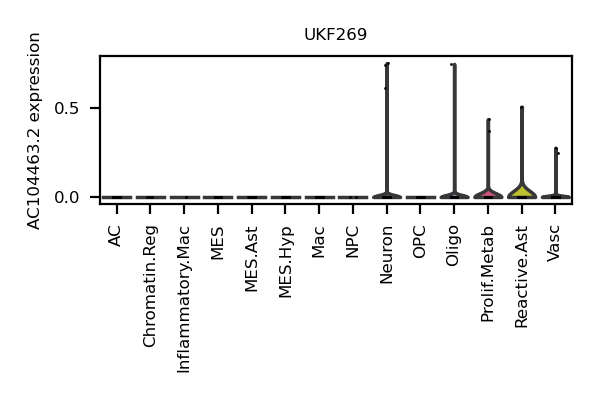 UKF269
AC104463.2 expression
0.5
0.0
AC
Chromatin.Reg
Inflammatory.Mac
MES
MES.Ast
MES.Hyp
Mac
NPC
Neuron
OPC
Oligo
Prolif.Metab
Reactive.Ast
Vasc